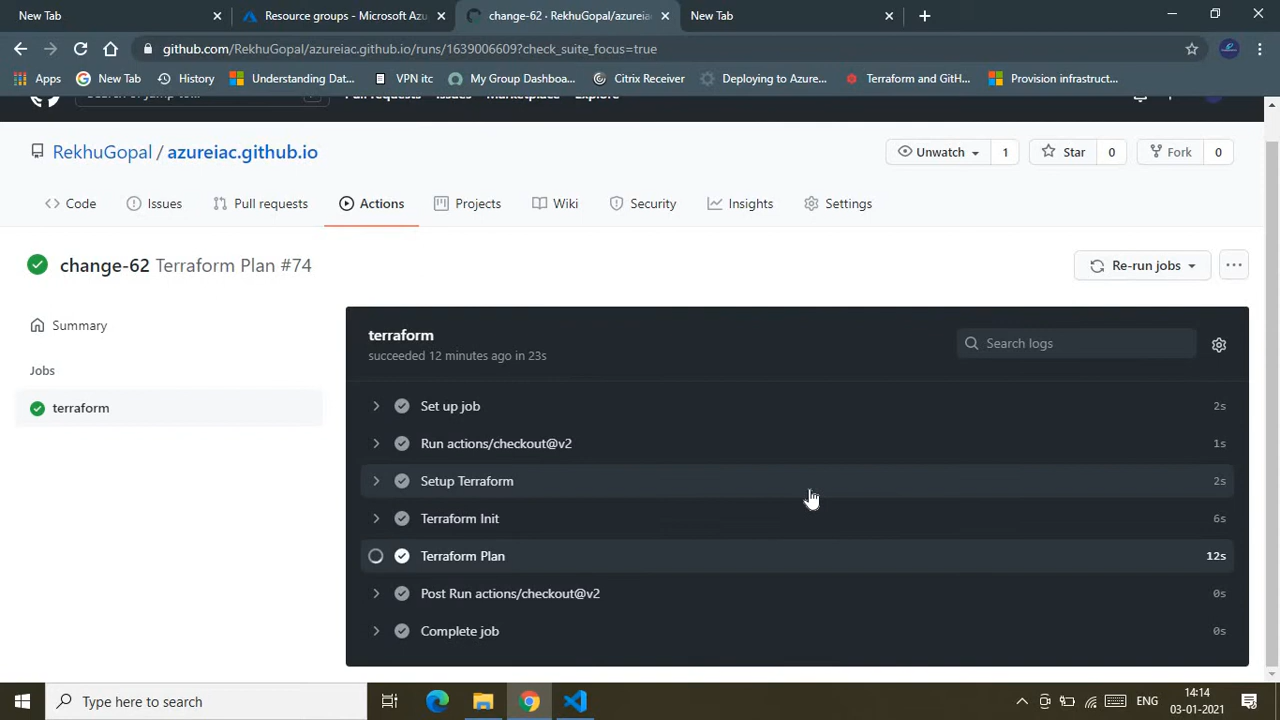 New Tab
Resource groups - Microsoft Azu
change-62 · RekhuGopal/azureiac
New Tab
github.com/RekhuGopal/azureiac.github.io/runs/1639006609?check_suite_focus=true
Apps
New Tab
History
Understanding Dat...
VPN itc
My Group Dashboa...
Citrix Receiver
Deploying to Azure...
Terraform and GitH...
Provision infrastruct...
Pull requests
Issues
Marketplace
Explore
RekhuGopal / azureiac.github.io
Unwatch
1
Star
0
Fork
0
Code
Issues
Pull requests
Actions
Projects
Wiki
Security
Insights
Settings
change-62 Terraform Plan #74
Re-run jobs
Summary
Jobs
terraform
terraform
succeeded 12 minutes ago in 23s
Search logs
Set up job 2s
Run actions/checkout@v2 1s
Setup Terraform 2s
Terraform Init 6s
Terraform Plan 12s
Post Run actions/checkout@v2 0s
Complete job 0s
Type here to search
ENG
14:14
03-01-2021